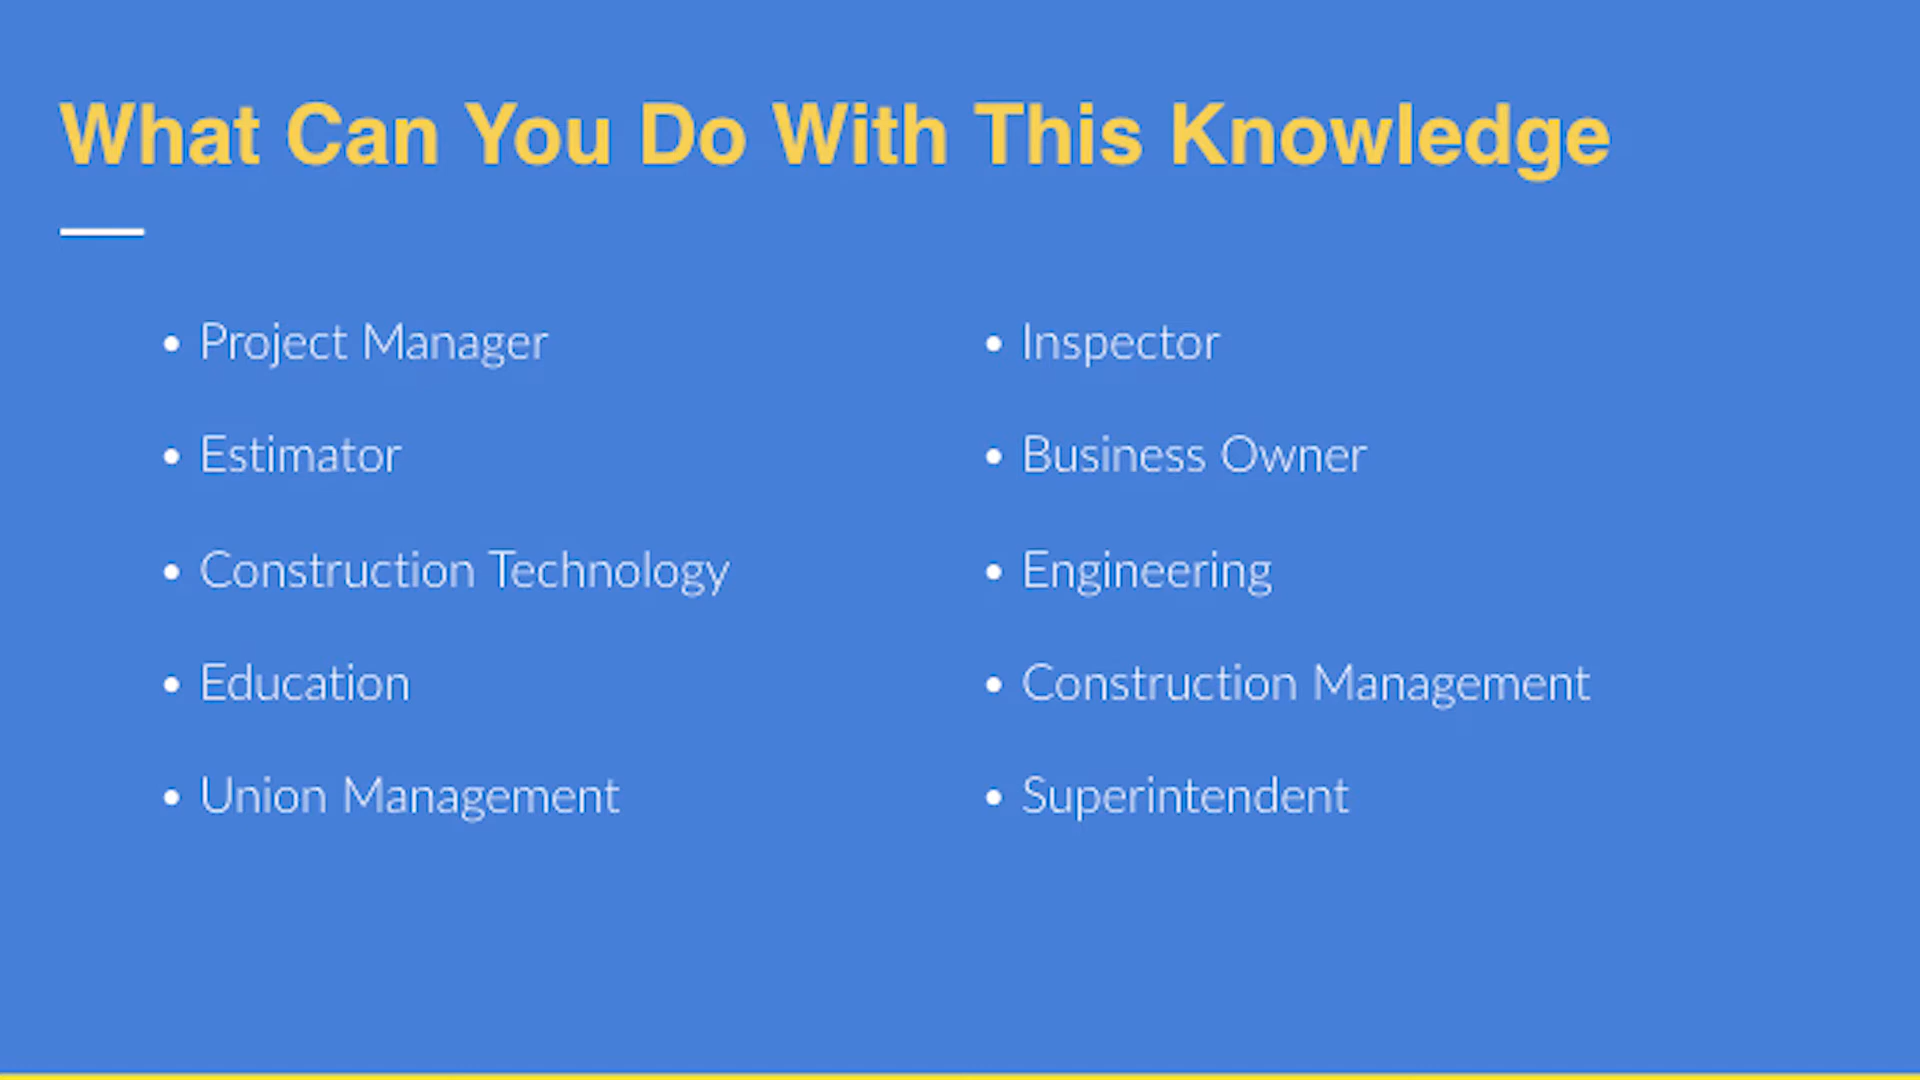 What Can You Do With This Knowledge
• Project Manager
• Estimator
• Construction Technology
• Education
• Union Management
• Inspector
• Business Owner
• Engineering
• Construction Management
• Superintendent